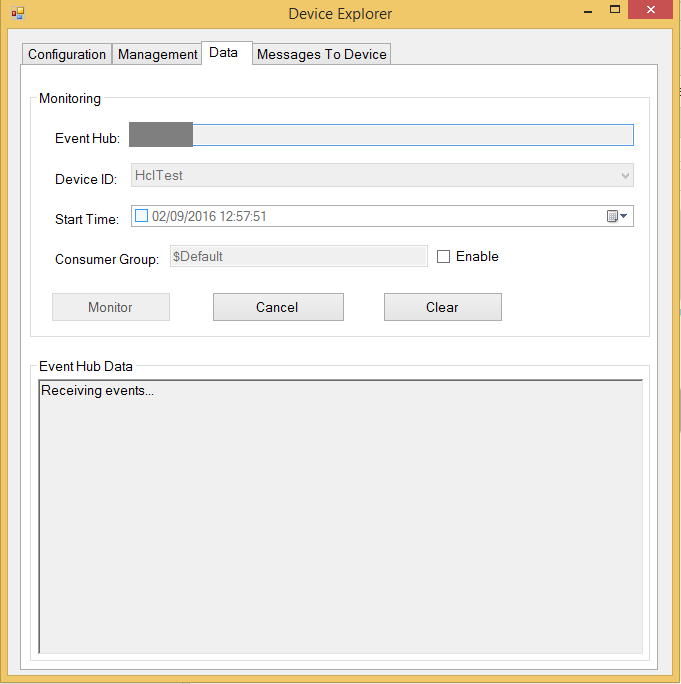 Device Explorer
Configuration Management Data Messages To Device
Monitoring
Event Hub:
Device ID: HclTest
Start Time: 02/09/2016 12:57:51
Consumer Group: $Default Enable
Monitor Cancel Clear
Event Hub Data
Receiving events...